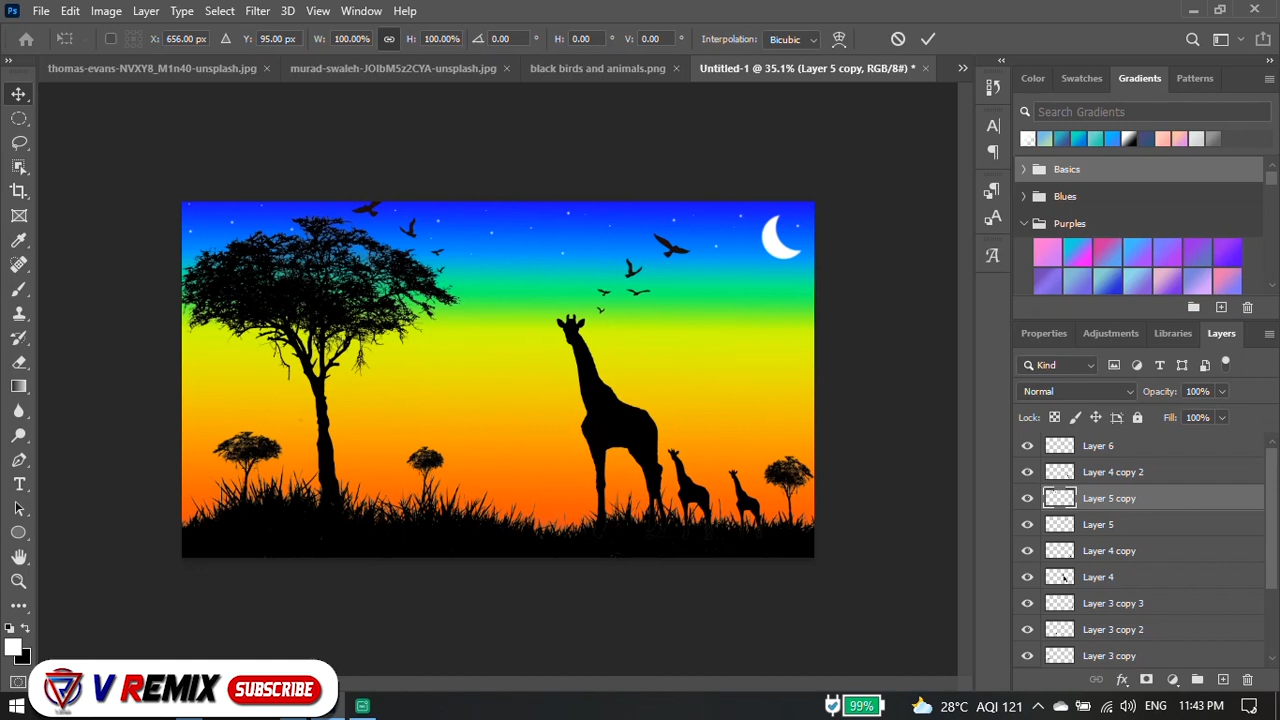 Ps File Edit Image Layer Type Select Filter 3D View Window Help
X: 656.00 px Y: 95.00 px W: 100.00% H: 100.00% 0.00 ° H: 0.00 ° V: 0.00 ° Interpolation: Bicubic
thomas-evans-NVXY8_M1n40-unsplash.jpg × murad-swaleh-JOIbM5z2CYA-unsplash.jpg × black birds and animals.png × Untitled-1 @ 35.1% (Layer 5 copy, RGB/8#) * ×
Color Swatches Gradients Patterns
Search Gradients
Basics
Blues
Purples
Properties Adjustments Libraries Layers
Kind
Normal Opacity: 100%
Lock: Fill: 100%
Layer 6
Layer 4 copy 2
Layer 5 copy
Layer 5
Layer 4 copy
Layer 4
Layer 3 copy 3
Layer 3 copy 2
Layer 3 copy
V REMIX SUBSCRIBE
99% 28°C AQI 121 ENG 11:43 PM